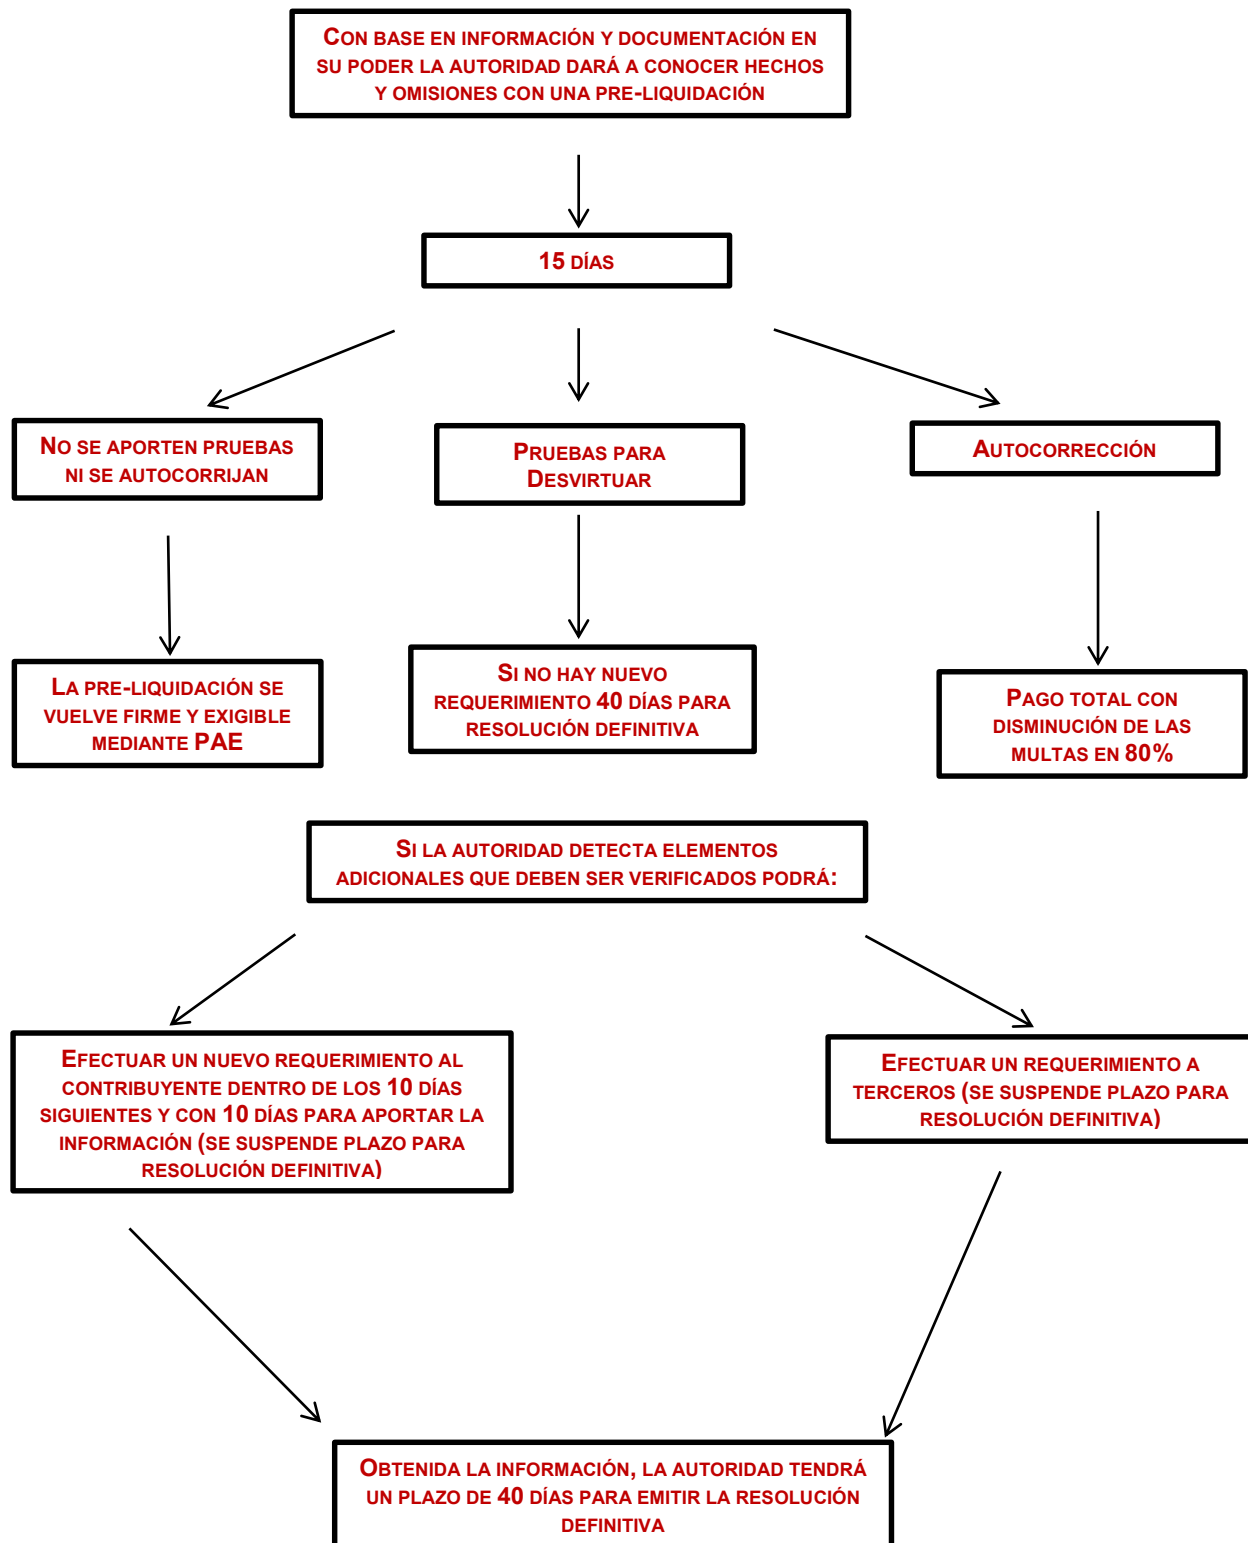 CON BASE EN INFORMACIÓN Y DOCUMENTACIÓN EN
SU PODER LA AUTORIDAD DARÁ A CONOCER HECHOS
Y OMISIONES CON UNA PRE-LIQUIDACIÓN
15 DÍAS
NO SE APORTEN PRUEBAS
NI SE AUTOCORRIJAN
PRUEBAS PARA
DESVIRTUAR
AUTOCORRECCIÓN
LA PRE-LIQUIDACIÓN SE
VUELVE FIRME Y EXIGIBLE
MEDIANTE PAE
SI NO HAY NUEVO
REQUERIMIENTO 40 DÍAS PARA
RESOLUCIÓN DEFINITIVA
PAGO TOTAL CON
DISMINUCIÓN DE LAS
MULTAS EN 80%
SI LA AUTORIDAD DETECTA ELEMENTOS
ADICIONALES QUE DEBEN SER VERIFICADOS PODRÁ:
EFECTUAR UN NUEVO REQUERIMIENTO AL
CONTRIBUYENTE DENTRO DE LOS 10 DÍAS
SIGUIENTES Y CON 10 DÍAS PARA APORTAR LA
INFORMACIÓN (SE SUSPENDE PLAZO PARA
RESOLUCIÓN DEFINITIVA)
EFECTUAR UN REQUERIMIENTO A
TERCEROS (SE SUSPENDE PLAZO PARA
RESOLUCIÓN DEFINITIVA)
OBTENIDA LA INFORMACIÓN, LA AUTORIDAD TENDRÁ
UN PLAZO DE 40 DÍAS PARA EMITIR LA RESOLUCIÓN
DEFINITIVA